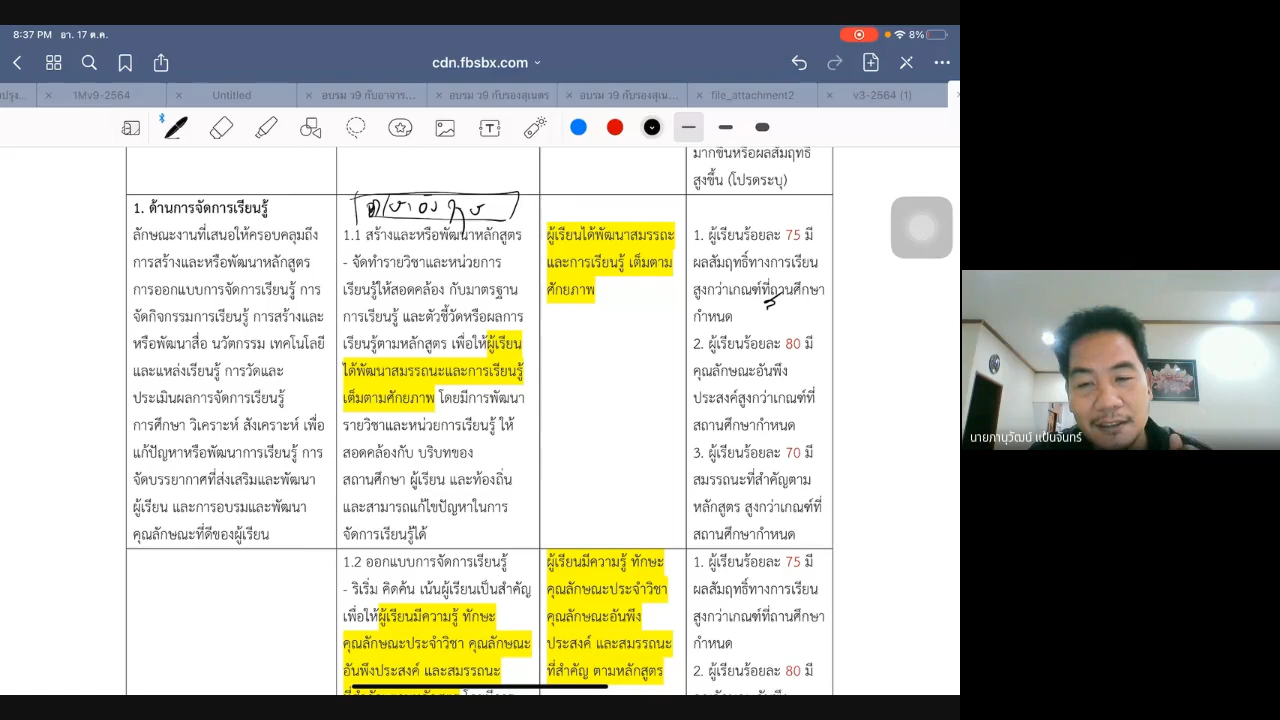 8:37 PM อา. 17 ต.ค.
8%
cdn.fbsbx.com
1Mv9-2564
Untitled
อบรม ว9 กับอาจาร...
อบรม ว9 กับรองสุเนตร
อบรม ว9 กับรองสุเน...
file_attachment2
v3-2564 (1)
มากขึ้นหรือผลสัมฤทธิ์
สูงขึ้น (โปรดระบุ)
1. ด้านการจัดการเรียนรู้
ลักษณะงานที่เสนอให้ครอบคลุมถึง
การสร้างและหรือพัฒนาหลักสูตร
การออกแบบการจัดการเรียนรู้ การ
จัดกิจกรรมการเรียนรู้ การสร้างและ
หรือพัฒนาสื่อ นวัตกรรม เทคโนโลยี
และแหล่งเรียนรู้ การวัดและ
ประเมินผลการจัดการเรียนรู้
การศึกษา วิเคราะห์ สังเคราะห์ เพื่อ
แก้ปัญหาหรือพัฒนาการเรียนรู้ การ
จัดบรรยากาศที่ส่งเสริมและพัฒนา
ผู้เรียน และการอบรมและพัฒนา
คุณลักษณะที่ดีของผู้เรียน
1.1 สร้างและหรือพัฒนาหลักสูตร
- จัดทำรายวิชาและหน่วยการ
เรียนรู้ให้สอดคล้อง กับมาตรฐาน
การเรียนรู้ และตัวชี้วัดหรือผลการ
เรียนรู้ตามหลักสูตร เพื่อให้ผู้เรียน
ได้พัฒนาสมรรถนะและการเรียนรู้
เต็มตามศักยภาพ โดยมีการพัฒนา
รายวิชาและหน่วยการเรียนรู้ ให้
สอดคล้องกับ บริบทของ
สถานศึกษา ผู้เรียน และท้องถิ่น
และสามารถแก้ไขปัญหาในการ
จัดการเรียนรู้ได้
ผู้เรียนได้พัฒนาสมรรถะ
และการเรียนรู้ เต็มตาม
ศักยภาพ
1. ผู้เรียนร้อยละ 75 มี
ผลสัมฤทธิ์ทางการเรียน
สูงกว่าเกณฑ์ที่ถานศึกษา
ส
กำหนด
2. ผู้เรียนร้อยละ 80 มี
คุณลักษณะอันพึง
ประสงค์สูงกว่าเกณฑ์ที่
สถานศึกษากำหนด
3. ผู้เรียนร้อยละ 70 มี
สมรรถนะที่สำคัญตาม
หลักสูตร สูงกว่าเกณฑ์ที่
สถานศึกษากำหนด
1.2 ออกแบบการจัดการเรียนรู้
- ริเริ่ม คิดค้น เน้นผู้เรียนเป็นสำคัญ
เพื่อให้ผู้เรียนมีความรู้ ทักษะ
คุณลักษณะประจำวิชา คุณลักษณะ
อันพึงประสงค์ และสมรรถนะ
ผู้เรียนมีความรู้ ทักษะ
คุณลักษณะประจำวิชา
คุณลักษณะอันพึง
ประสงค์ และสมรรถนะ
ที่สำคัญ ตามหลักสูตร
1. ผู้เรียนร้อยละ 75 มี
ผลสัมฤทธิ์ทางการเรียน
สูงกว่าเกณฑ์ที่ถานศึกษา
กำหนด
2. ผู้เรียนร้อยละ 80 มี
นายภานุวัฒน์ แป้นจันทร์